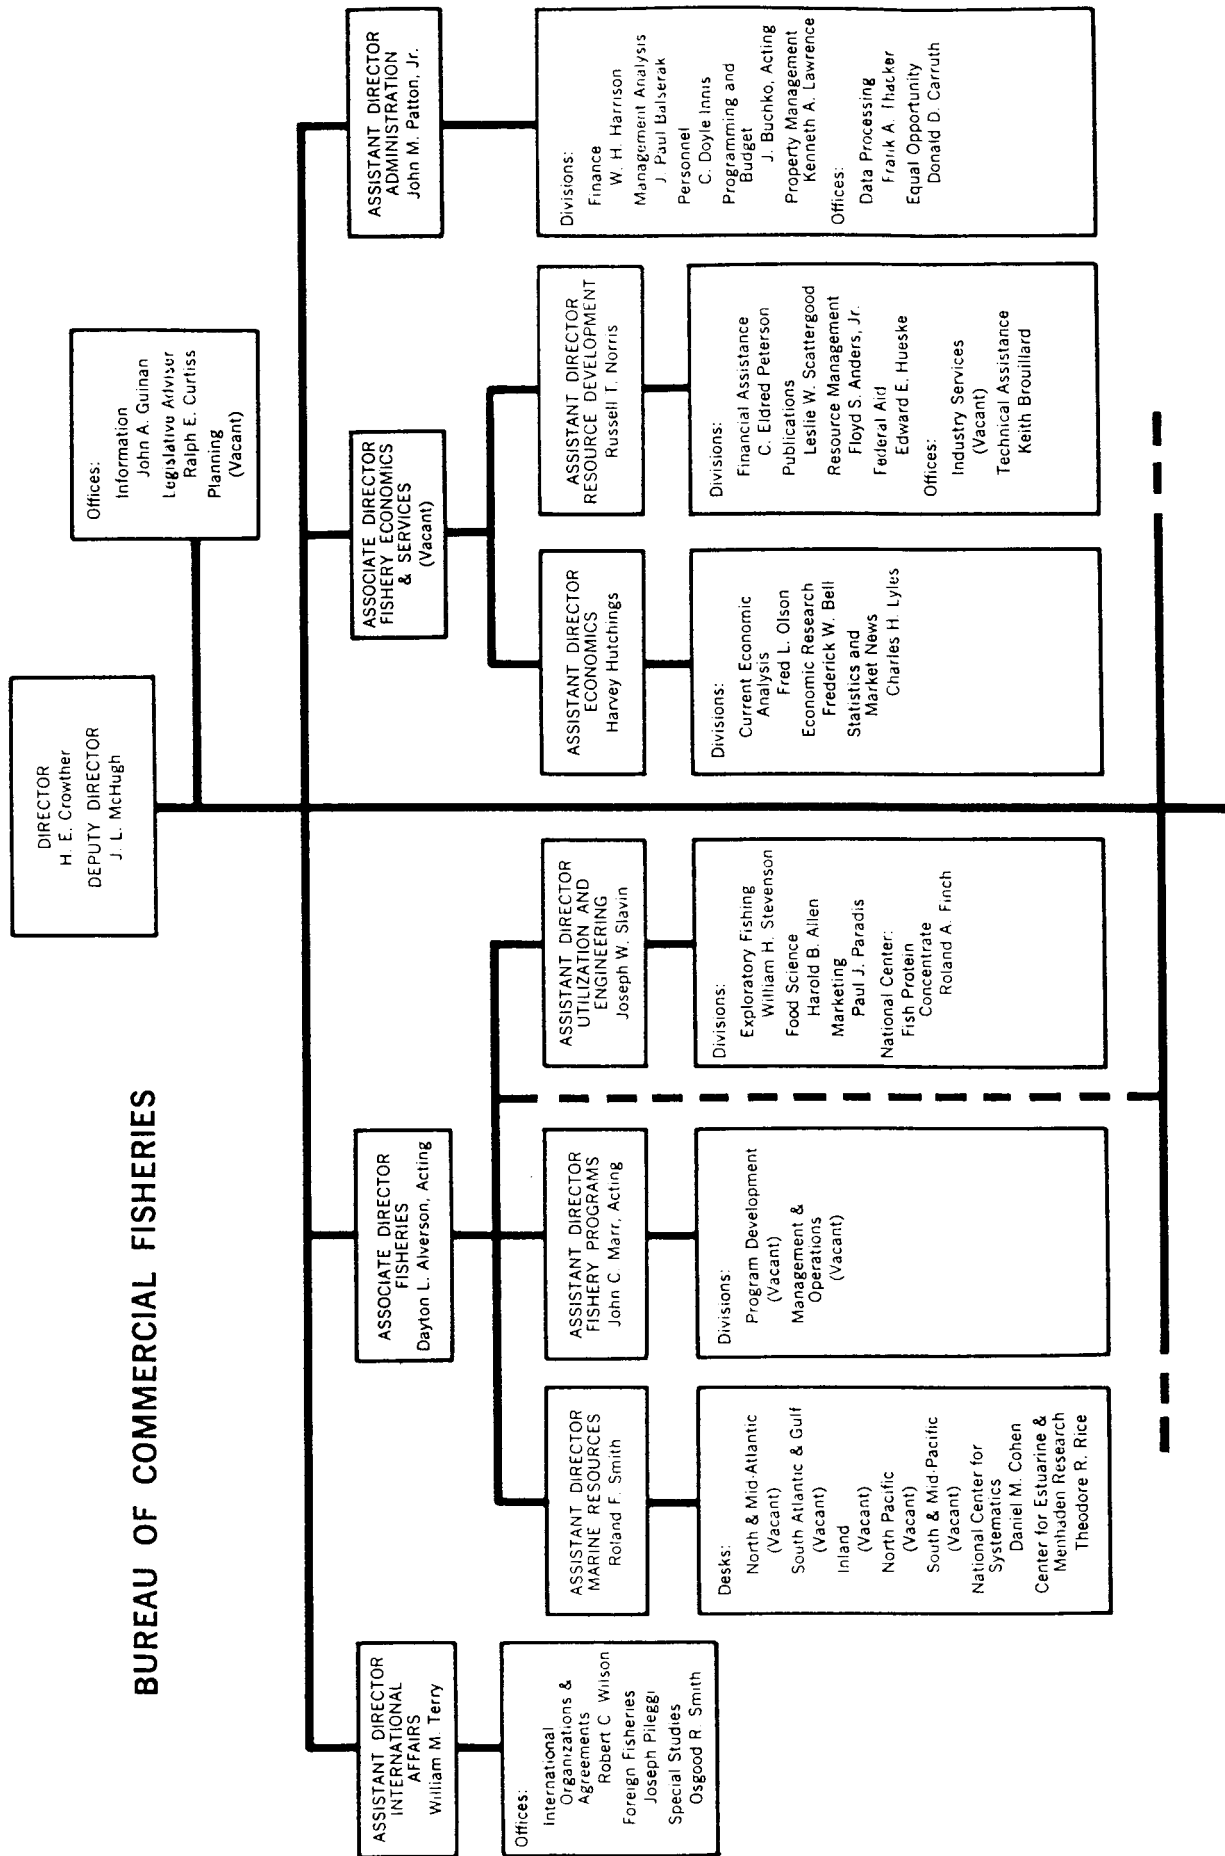 BUREAU OF COMMERCIAL FISHERIES
DIRECTOR
H. E. Crowther
DEPUTY DIRECTOR
J. L. McHugh
Offices:
Information
John A. Guinan
Legislative Adviser
Ralph E. Curtiss
Planning
(Vacant)
ASSISTANT DIRECTOR
INTERNATIONAL
AFFAIRS
William M. Terry
Offices:
International
Organizations &
Agreements
Robert C. Wilson
Foreign Fisheries
Joseph Pileggi
Special Studies
Osgood R. Smith
ASSOCIATE DIRECTOR
FISHERIES
Dayton L. Alverson, Acting
ASSISTANT DIRECTOR
MARINE RESOURCES
Roland F. Smith
Desks:
North & Mid-Atlantic
(Vacant)
South Atlantic & Gulf
(Vacant)
Inland
(Vacant)
North Pacific
(Vacant)
South & Mid-Pacific
(Vacant)
National Center for
Systematics
Daniel M. Cohen
Center for Estuarine &
Menhaden Research
Theodore R. Rice
ASSISTANT DIRECTOR
FISHERY PROGRAMS
John C. Marr, Acting
Divisions:
Program Development
(Vacant)
Management &
Operations
(Vacant)
ASSISTANT DIRECTOR
UTILIZATION AND
ENGINEERING
Joseph W. Slavin
Divisions:
Exploratory Fishing
William H. Stevenson
Food Science
Harold B. Allen
Marketing
Paul J. Paradis
National Center:
Fish Protein
Concentrate
Roland A. Finch
ASSOCIATE DIRECTOR
FISHERY ECONOMICS
& SERVICES
(Vacant)
ASSISTANT DIRECTOR
ECONOMICS
Harvey Hutchings
Divisions:
Current Economic
Analysis
Fred L. Olson
Economic Research
Frederick W. Bell
Statistics and
Market News
Charles H. Lyles
ASSISTANT DIRECTOR
RESOURCE DEVELOPMENT
Russell T. Norris
Divisions:
Financial Assistance
C. Eldred Peterson
Publications
Leslie W. Scattergood
Resource Management
Floyd S. Anders, Jr.
Federal Aid
Edward E. Hueske
Offices:
Industry Services
(Vacant)
Technical Assistance
Keith Brouillard
ASSISTANT DIRECTOR
ADMINISTRATION
John M. Patton, Jr.
Divisions:
Finance
W. H. Harrison
Management Analysis
J. Paul Balserak
Personnel
C. Doyle Innis
Programming and
Budget
J. Buchko, Acting
Property Management
Kenneth A. Lawrence
Offices:
Data Processing
Frank A. Thacker
Equal Opportunity
Donald D. Carruth